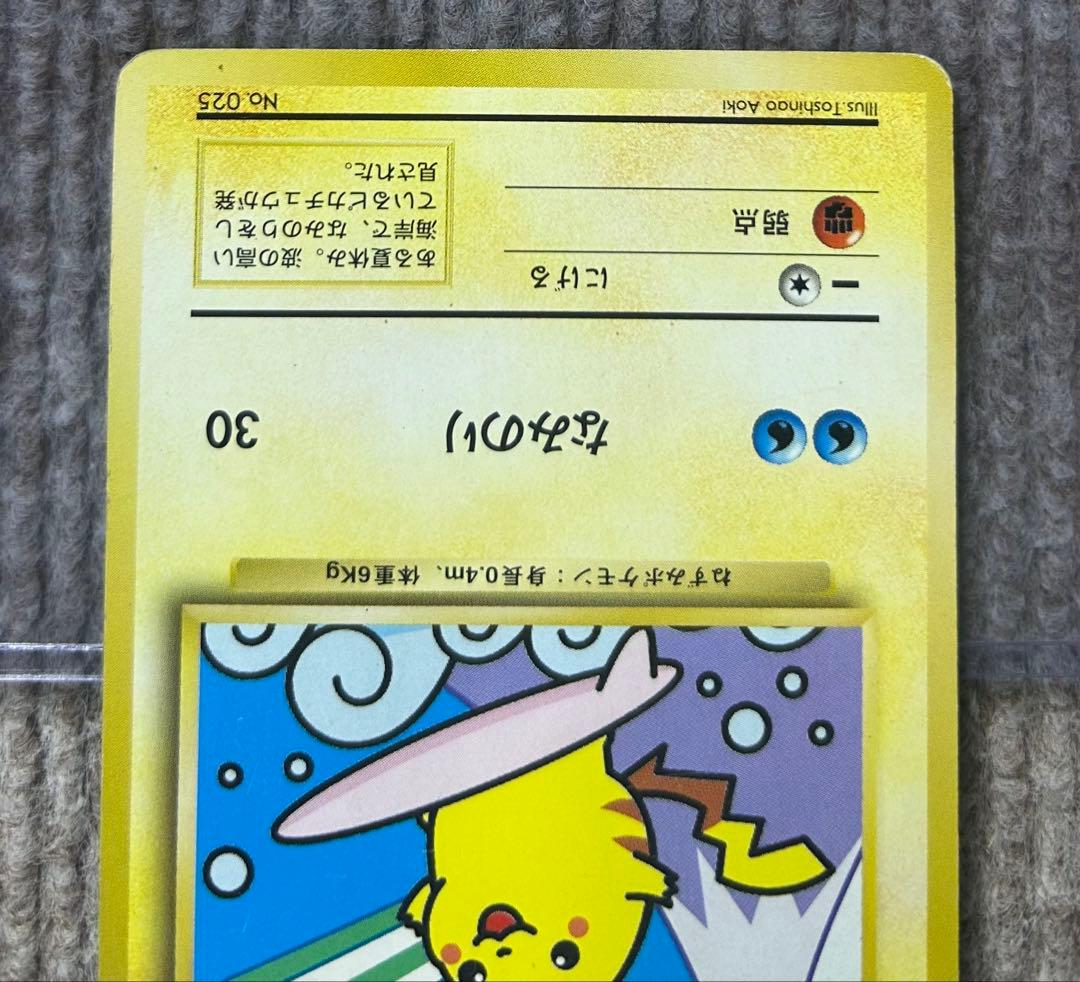 ねずみポケモン：身長0.4m、体重6Kg
なみのり 30
にげる
弱点
ある夏休み。波の高い
海岸で、なみのりをし
ているピカチュウが発
見された。
Illus.Toshinao Aoki No. 025